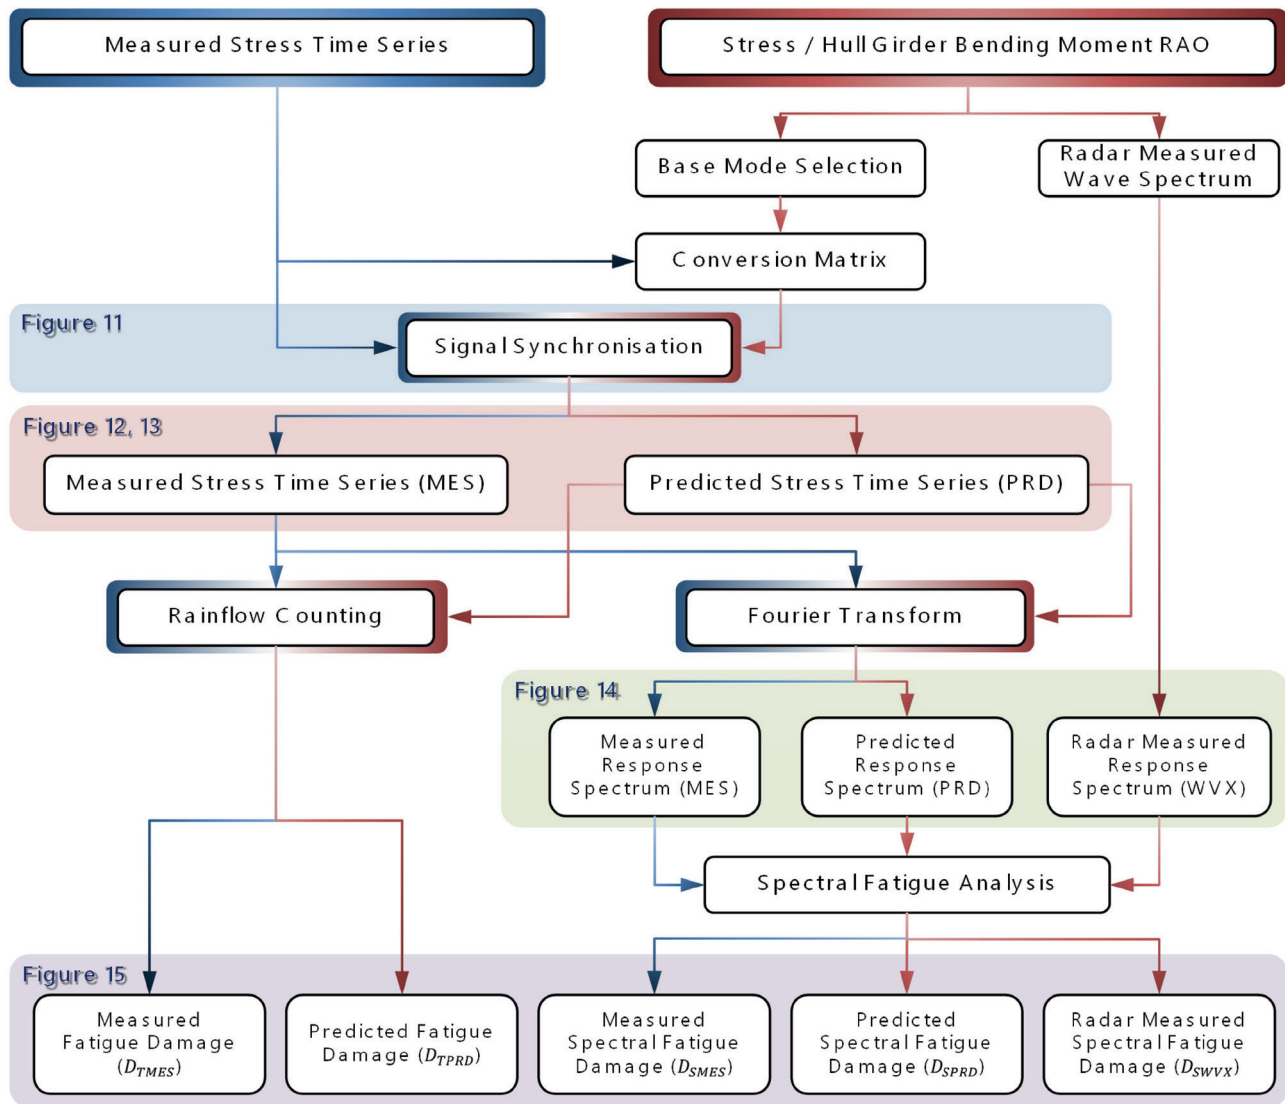 Measured Stress Time Series
Stress / Hull Girder Bending Moment RAO
Base Mode Selection
Radar Measured
Wave Spectrum
Conversion Matrix
Figure 11
Signal Synchronisation
Figure 12, 13
Measured Stress Time Series (MES)
Predicted Stress Time Series (PRD)
Rainflow Counting
Fourier Transform
Figure 14
Measured
Response
Spectrum (MES)
Predicted
Response
Spectrum (PRD)
Radar Measured
Response
Spectrum (WVX)
Spectral Fatigue Analysis
Figure 15
Measured
Fatigue Damage
(D_TMES)
Predicted Fatigue
Damage (D_TPRD)
Measured
Spectral Fatigue
Damage (D_SMES)
Predicted
Spectral Fatigue
Damage (D_SPRD)
Radar Measured
Spectral Fatigue
Damage (D_SWVX)